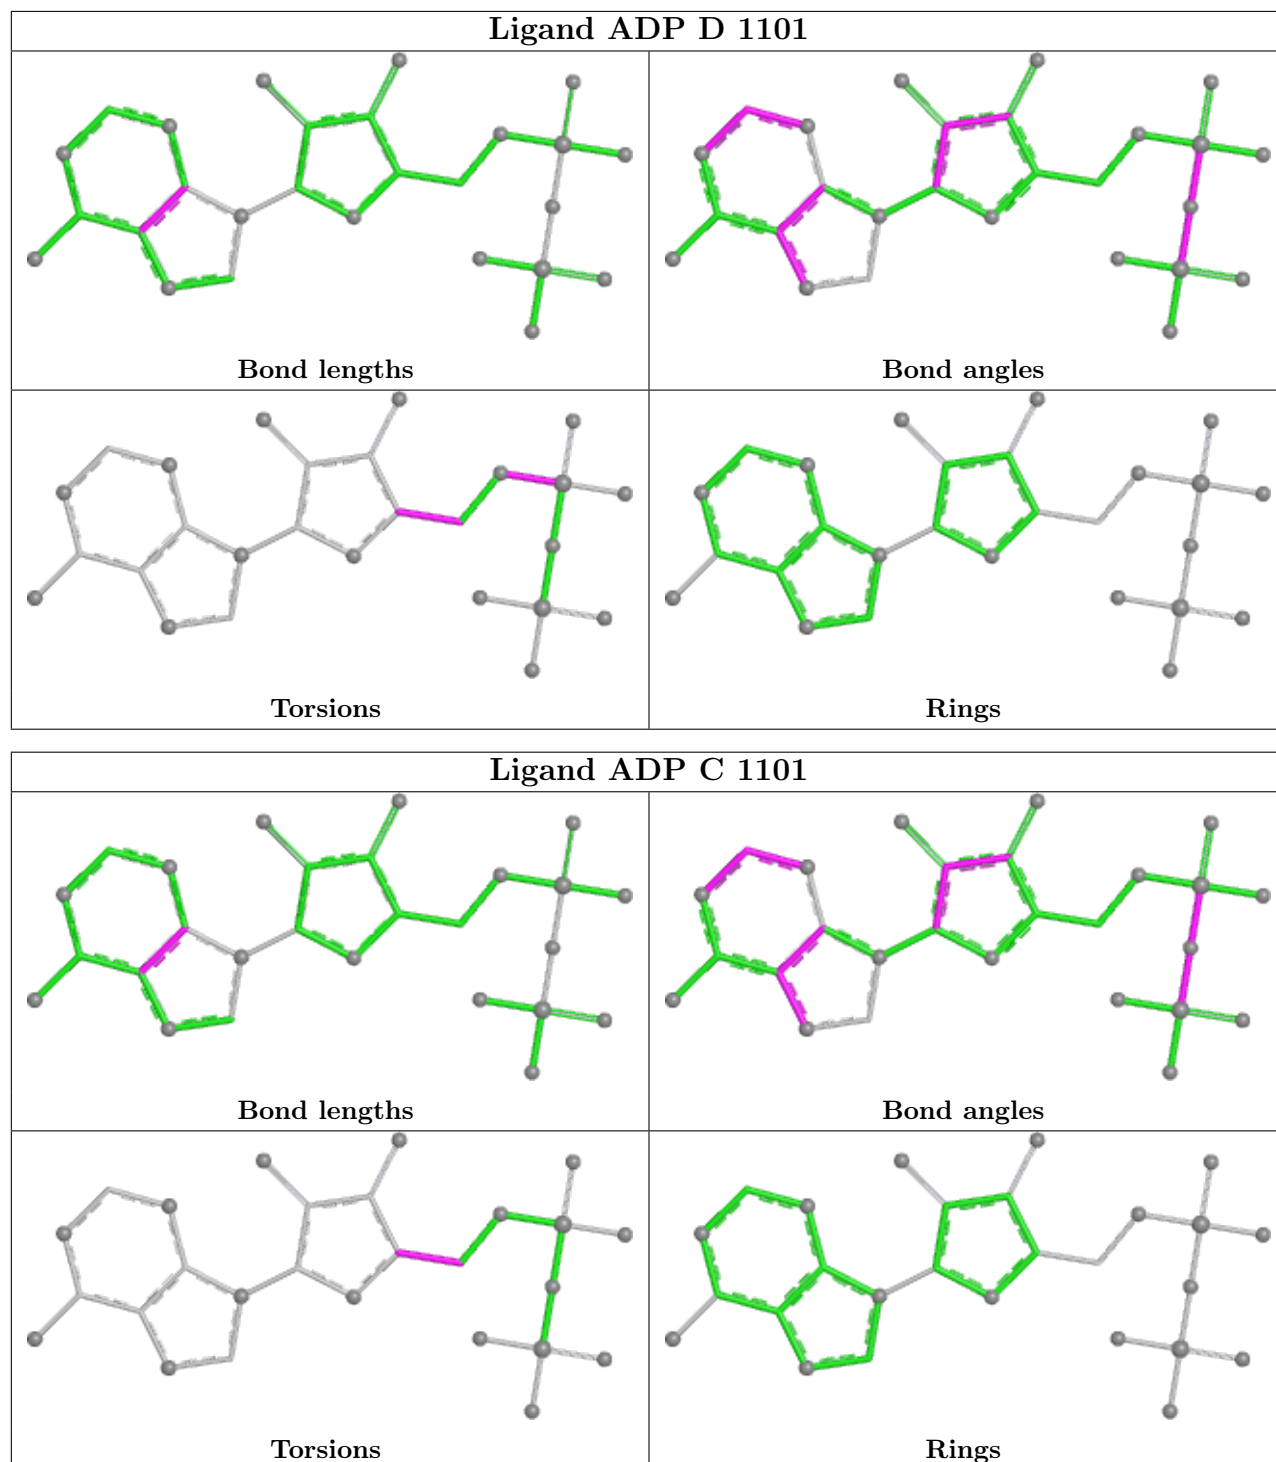 Ligand ADP D 1101
Bond lengths
Bond angles
Torsions
Rings
Ligand ADP C 1101
Bond lengths
Bond angles
Torsions
Rings